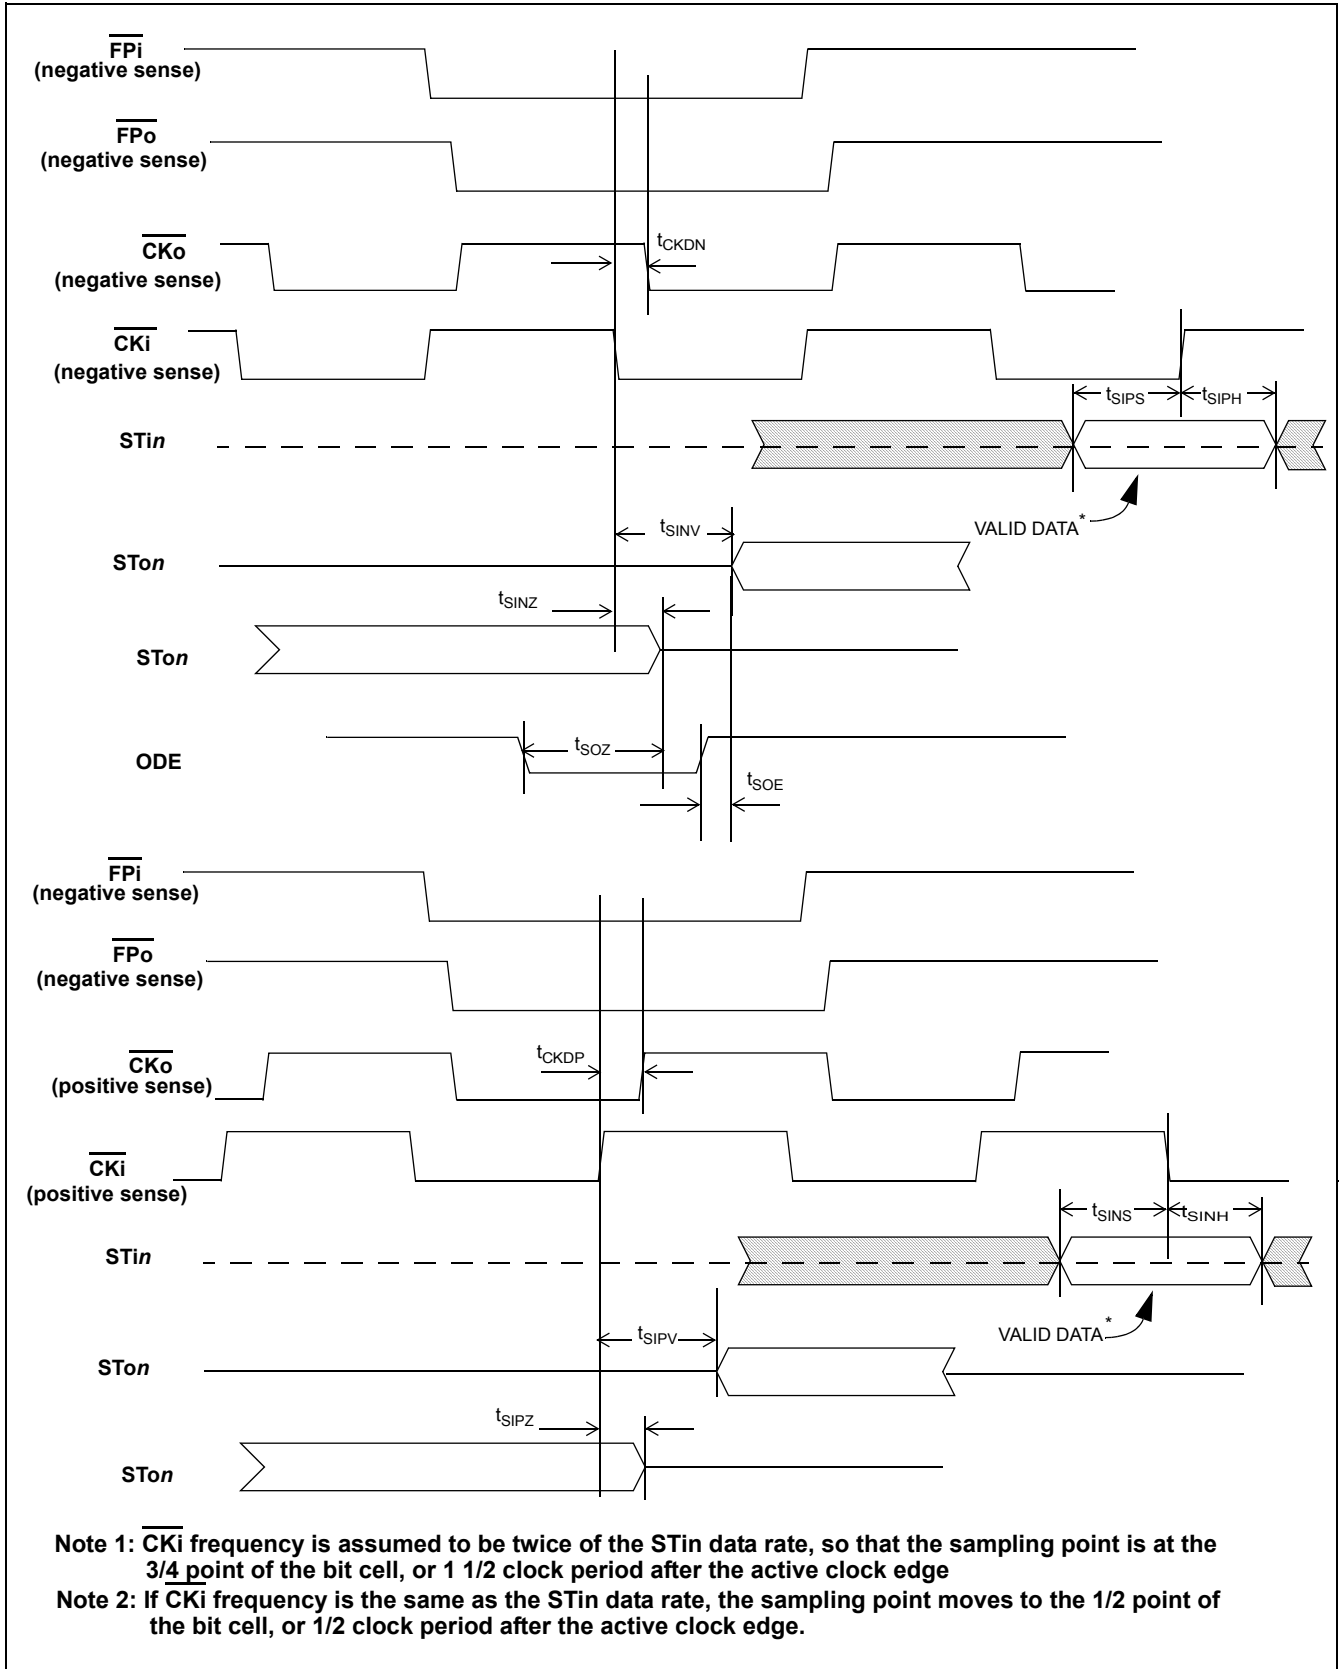 FPi
(negative sense)
FPo
(negative sense)
CKo
(negative sense)
tCKDN
CKi
(negative sense)
tSIPS
tSIPH
STin
VALID DATA*
tSINV
STon
tSINZ
STon
ODE
tSOZ
tSOE
FPi
(negative sense)
FPo
(negative sense)
CKo
(positive sense)
tCKDP
CKi
(positive sense)
tSINS
tSINH
STin
VALID DATA*
tSIPV
STon
tSIPZ
STon
Note 1: CKi frequency is assumed to be twice of the STin data rate, so that the sampling point is at the
3/4 point of the bit cell, or 1 1/2 clock period after the active clock edge
Note 2: If CKi frequency is the same as the STin data rate, the sampling point moves to the 1/2 point of
the bit cell, or 1/2 clock period after the active clock edge.